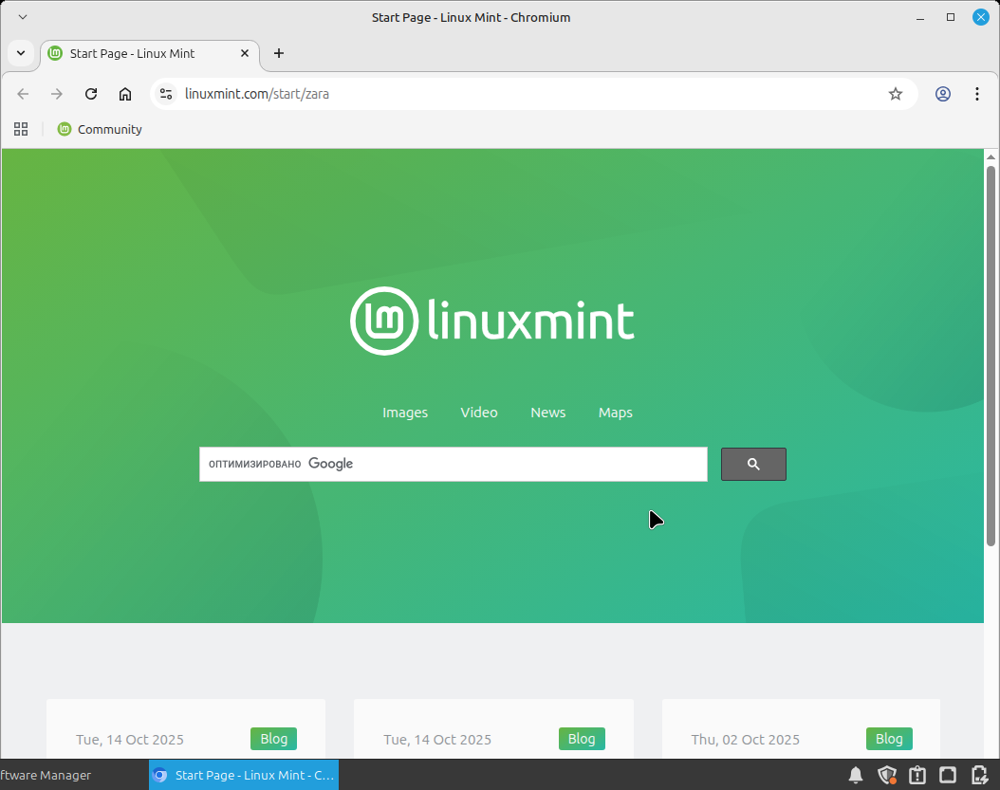 Start Page - Linux Mint - Chromium
Start Page - Linux Mint
linuxmint.com/start/zara
Community
lm linuxmint
Images Video News Maps
ОПТИМИЗИРОВАНО Google
Tue, 14 Oct 2025 Blog
Tue, 14 Oct 2025 Blog
Thu, 02 Oct 2025 Blog
ftware Manager
Start Page - Linux Mint - C...